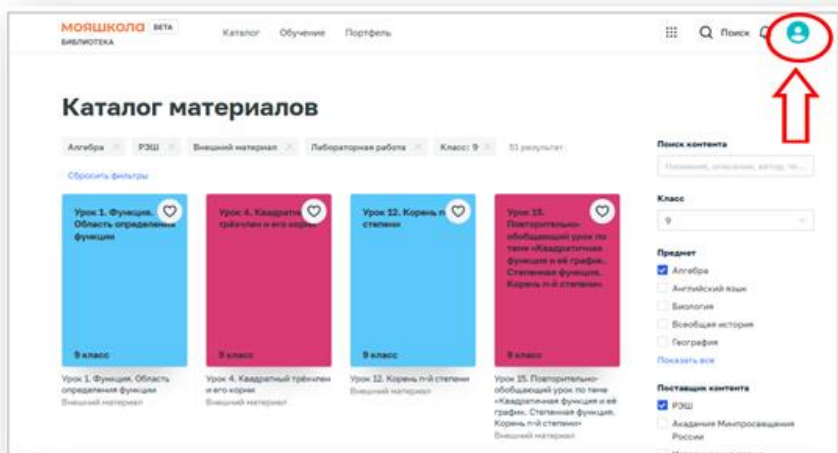 МОЯШКОЛА BETA
БИБЛИОТЕКА
Каталог Обучение Портфель
Поиск
Каталог материалов
Алгебра × РЭШ × Внешний материал × Лабораторная работа × Класс: 9 × 51 результат
Сбросить фильтры
Урок 1. Функция.
Область определения
функции
9 класс
Урок 1. Функция. Область
определения функции
Внешний материал
Урок 4. Квадратный
трёхчлен и его корни
9 класс
Урок 4. Квадратный трёхчлен
и его корни
Внешний материал
Урок 12. Корень n-й
степени
9 класс
Урок 12. Корень n-й степени
Внешний материал
Урок 15.
Повторительно-
обобщающий урок по
теме «Квадратичная
функция и её график.
Степенная функция.
Корень n-й степени»
9 класс
Урок 15. Повторительно-
обобщающий урок по теме
«Квадратичная функция и её
график. Степенная функция.
Корень n-й степени»
Внешний материал
Поиск контента
Название, описание, автор, те...
Класс
9
Предмет
Алгебра
Английский язык
Биология
Всеобщая история
География
Показать все
Поставщик контента
РЭШ
Академия Минпросвещения
России